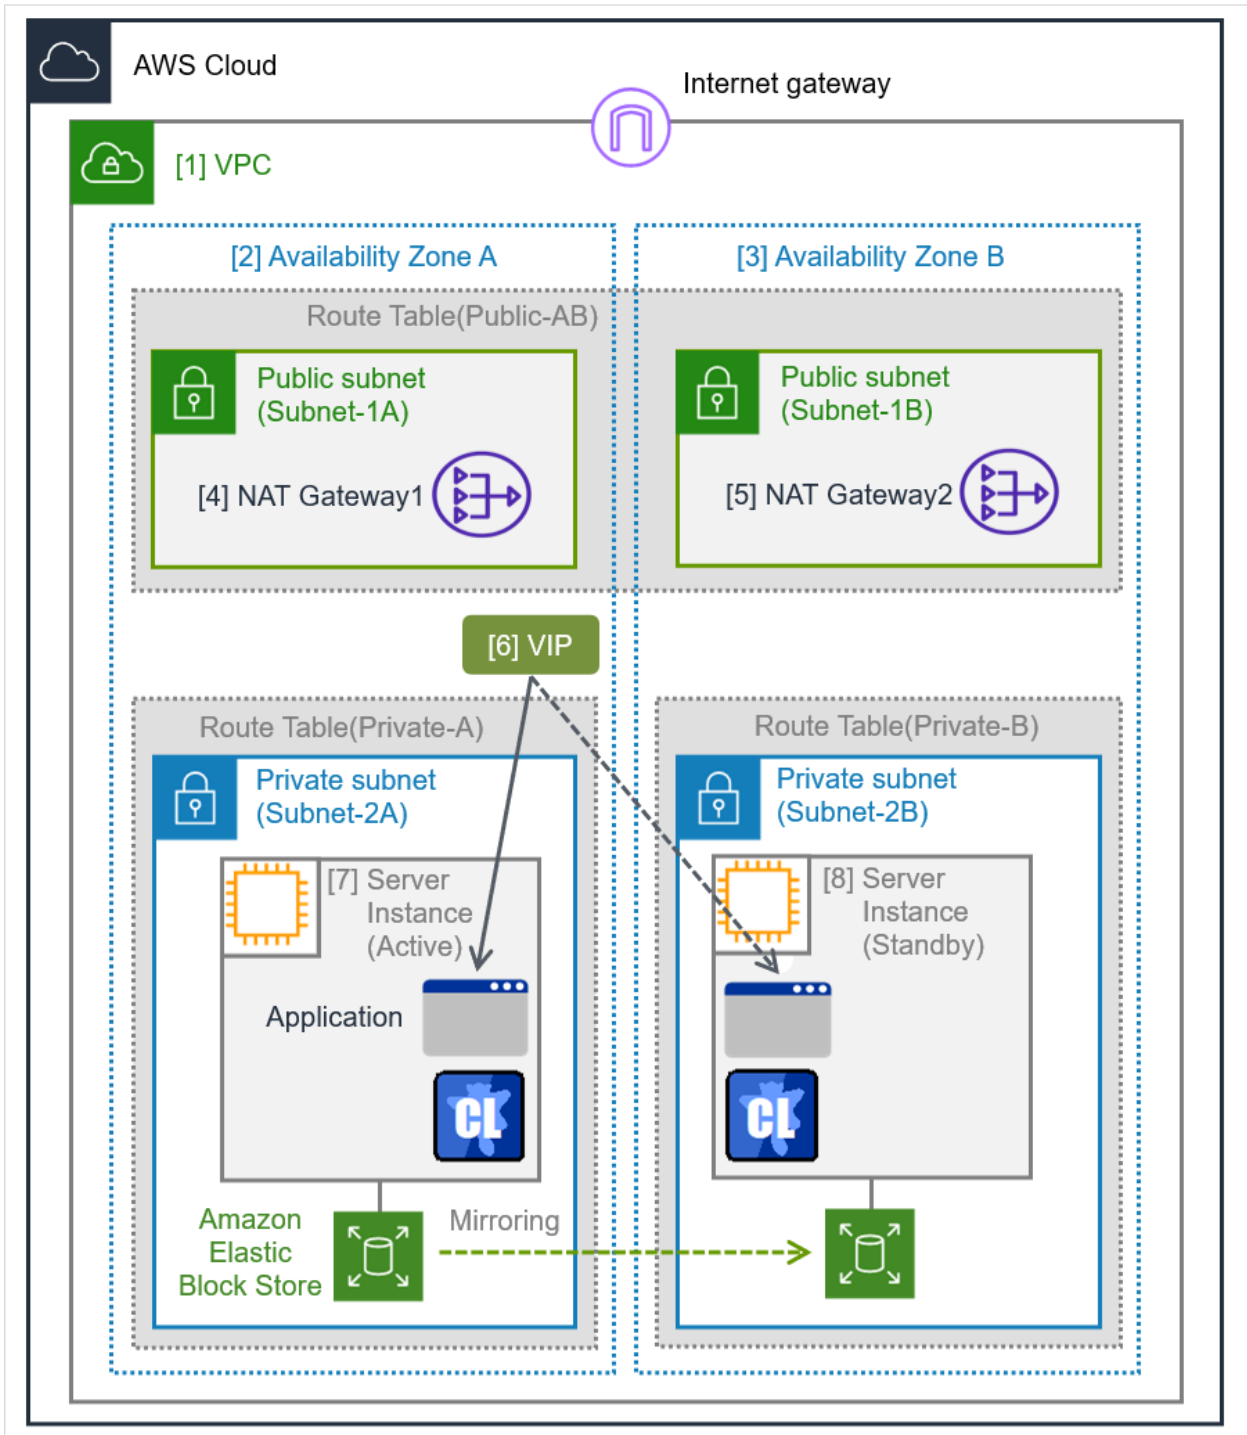 AWS Cloud
Internet gateway
[1] VPC
[2] Availability Zone A
[3] Availability Zone B
Route Table(Public-AB)
Public subnet
(Subnet-1A)
Public subnet
(Subnet-1B)
[4] NAT Gateway1
[5] NAT Gateway2
[6] VIP
Route Table(Private-A)
Route Table(Private-B)
Private subnet
(Subnet-2A)
Private subnet
(Subnet-2B)
[7] Server
Instance
(Active)
[8] Server
Instance
(Standby)
Application
CL
CL
Amazon
Elastic
Block Store
Mirroring